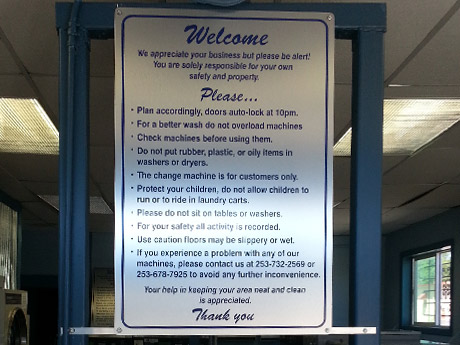 Welcome
We appreciate your business but please be alert!
You are solely responsible for your own
safety and property.
Please...
• Plan accordingly, doors auto-lock at 10pm.
• For a better wash do not overload machines
• Check machines before using them.
• Do not put rubber, plastic, or oily items in
washers or dryers.
• The change machine is for customers only.
• Protect your children, do not allow children to
run or to ride in laundry carts.
• Please do not sit on tables or washers.
• For your safety all activity is recorded.
• Use caution floors may be slippery or wet.
• If you experience a problem with any of our
machines, please contact us at 253-732-2569 or
253-678-7925 to avoid any further inconvenience.
Your help in keeping your area neat and clean
is appreciated.
Thank you